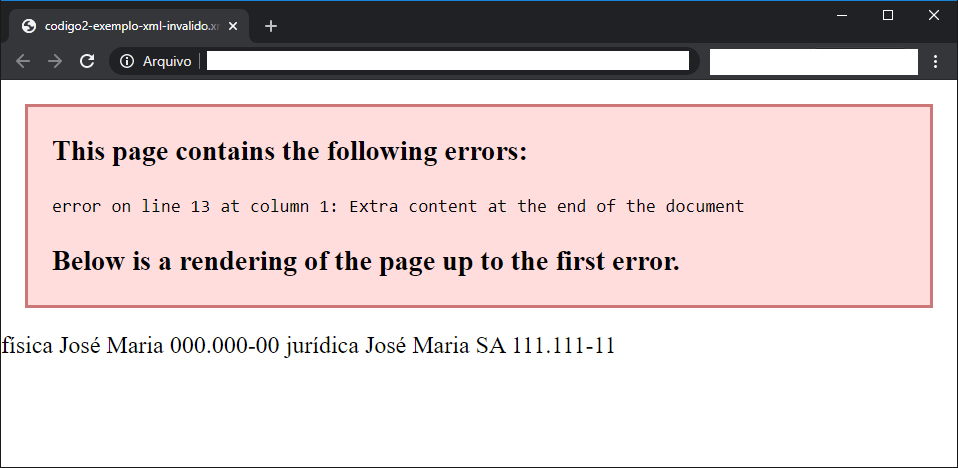 codigo2-exemplo-xml-invalido.x
Arquivo
This page contains the following errors:
error on line 13 at column 1: Extra content at the end of the document
Below is a rendering of the page up to the first error.
física José Maria 000.000-00 jurídica José Maria SA 111.111-11